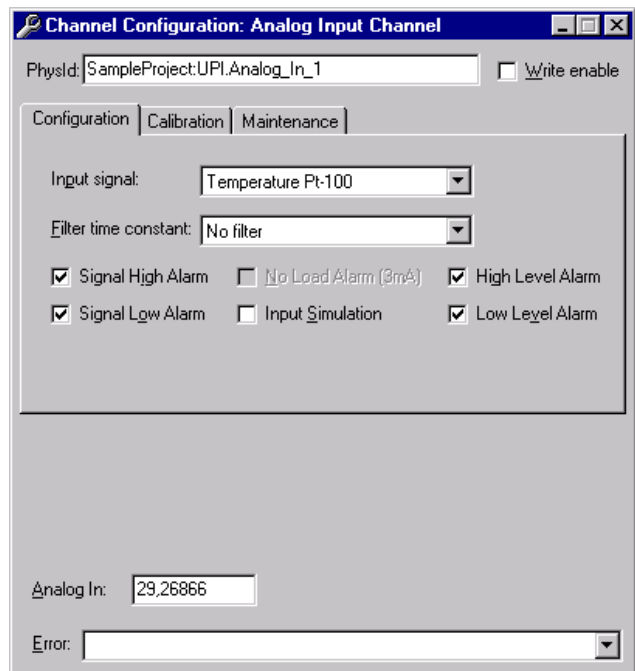 Channel Configuration: Analog Input Channel
PhysId: SampleProject:UPI.Analog_In_1 Write enable
Configuration Calibration Maintenance
Input signal: Temperature Pt-100
Filter time constant: No filter
Signal High Alarm No Load Alarm (3mA) High Level Alarm
Signal Low Alarm Input Simulation Low Level Alarm
Analog In: 29,26866
Error: